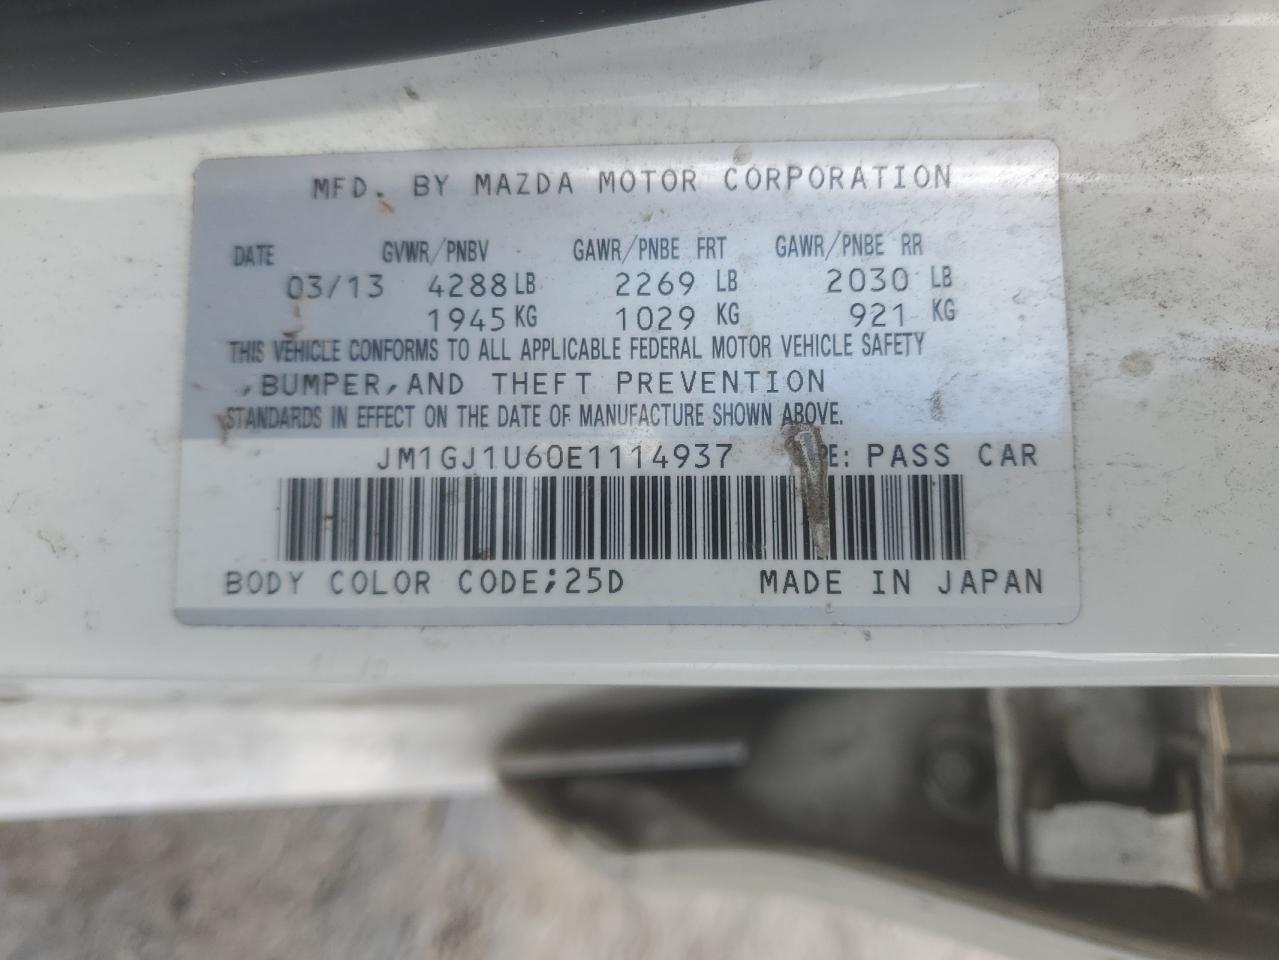 MFD. BY MAZDA MOTOR CORPORATION
DATE GVWR/PNBV GAWR/PNBE FRT GAWR/PNBE RR
03/13 4288 LB 2269 LB 2030 LB
1945 KG 1029 KG 921 KG
THIS VEHICLE CONFORMS TO ALL APPLICABLE FEDERAL MOTOR VEHICLE SAFETY
,BUMPER,AND THEFT PREVENTION
STANDARDS IN EFFECT ON THE DATE OF MANUFACTURE SHOWN ABOVE.
JM1GJ1U60E1114937 PASS CAR
BODY COLOR CODE;25D MADE IN JAPAN